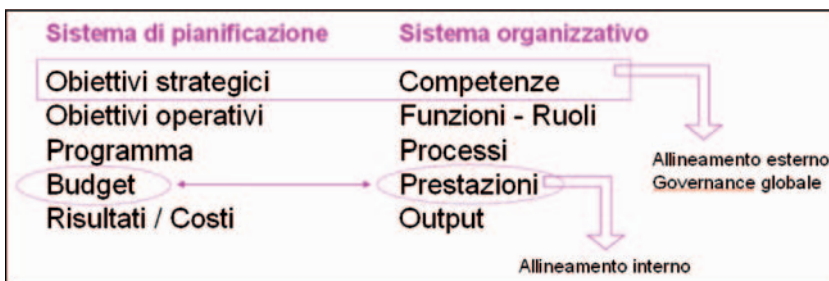 Sistema di pianificazione Sistema organizzativo
Obiettivi strategici Competenze
Obiettivi operativi Funzioni - Ruoli
Programma Processi
Budget Prestazioni
Risultati / Costi Output
Allineamento esterno
Governance globale
Allineamento interno